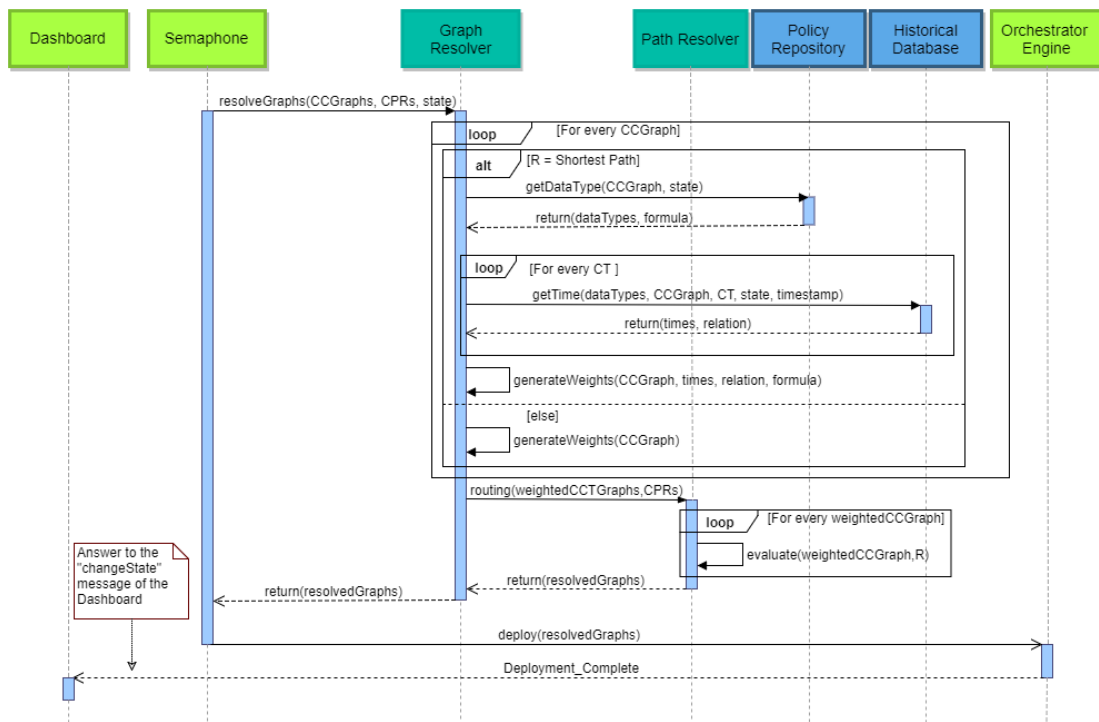 Dashboard
Semaphone
Graph
Resolver
Path Resolver
Policy
Repository
Historical
Database
Orchestrator
Engine
resolveGraphs(CCGraphs, CPRs, state)
loop
[For every CCGraph]
alt
[R = Shortest Path]
getDataType(CCGraph, state)
return(dataTypes, formula)
loop
[For every CT ]
getTime(dataTypes, CCGraph, CT, state, timestamp)
return(times, relation)
generateWeights(CCGraph, times, relation, formula)
[else]
generateWeights(CCGraph)
routing(weightedCCTGraphs,CPRs)
loop
[For every weightedCCGraph]
evaluate(weightedCCGraph,R)
return(resolvedGraphs)
return(resolvedGraphs)
Answer to the
"changeState"
message of the
Dashboard
deploy(resolvedGraphs)
Deployment_Complete